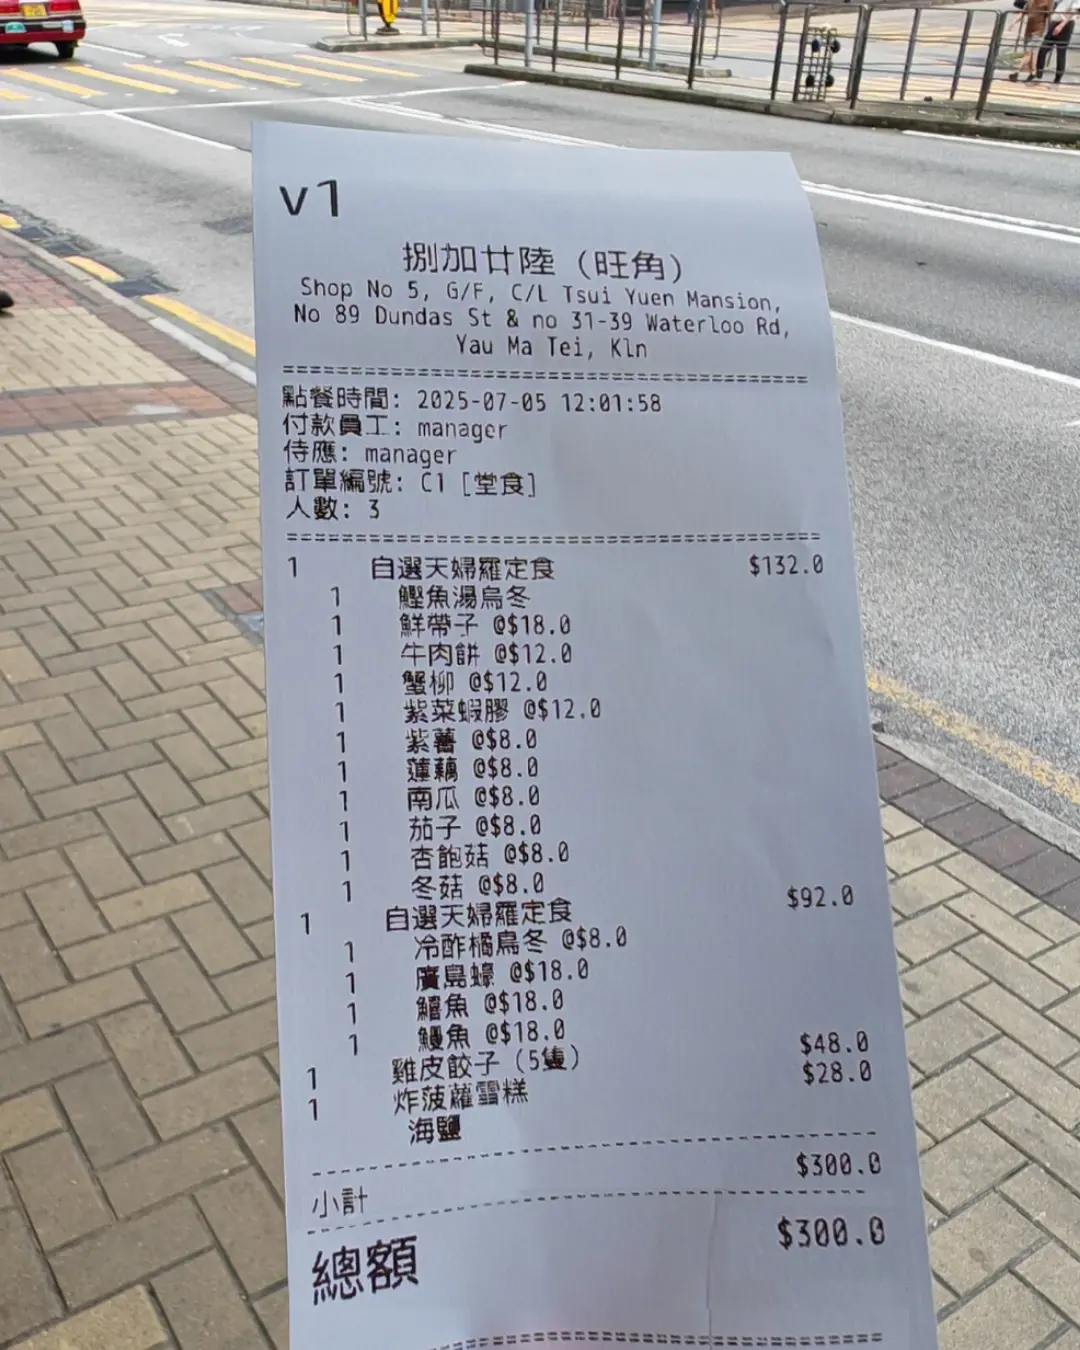 v1
捌加廿陸 (旺角)
Shop No 5, G/F, C/L Tsui Yuen Mansion,
No 89 Dundas St & no 31-39 Waterloo Rd,
Yau Ma Tei, Kln
點餐時間: 2025-07-05 12:01:58
付款員工: manager
侍應: manager
訂單編號: C1 [堂食]
人數: 3
1 自選天婦羅定食 $132.0
1 鰹魚湯烏冬
1 鮮帶子 @$18.0
1 牛肉餅 @$12.0
1 蟹柳 @$12.0
1 紫菜蝦膠 @$12.0
1 紫薯 @$8.0
1 蓮藕 @$8.0
1 南瓜 @$8.0
1 茄子 @$8.0
1 杏鮑菇 @$8.0
1 冬菇 @$8.0
1 自選天婦羅定食 $92.0
1 冷酢橘烏冬 @$8.0
1 廣島蠔 @$18.0
1 鱚魚 @$18.0
1 鰻魚 @$18.0
1 雞皮餃子 (5隻) $48.0
1 炸菠蘿雪糕 $28.0
海鹽
小計 $300.0
總額 $300.0